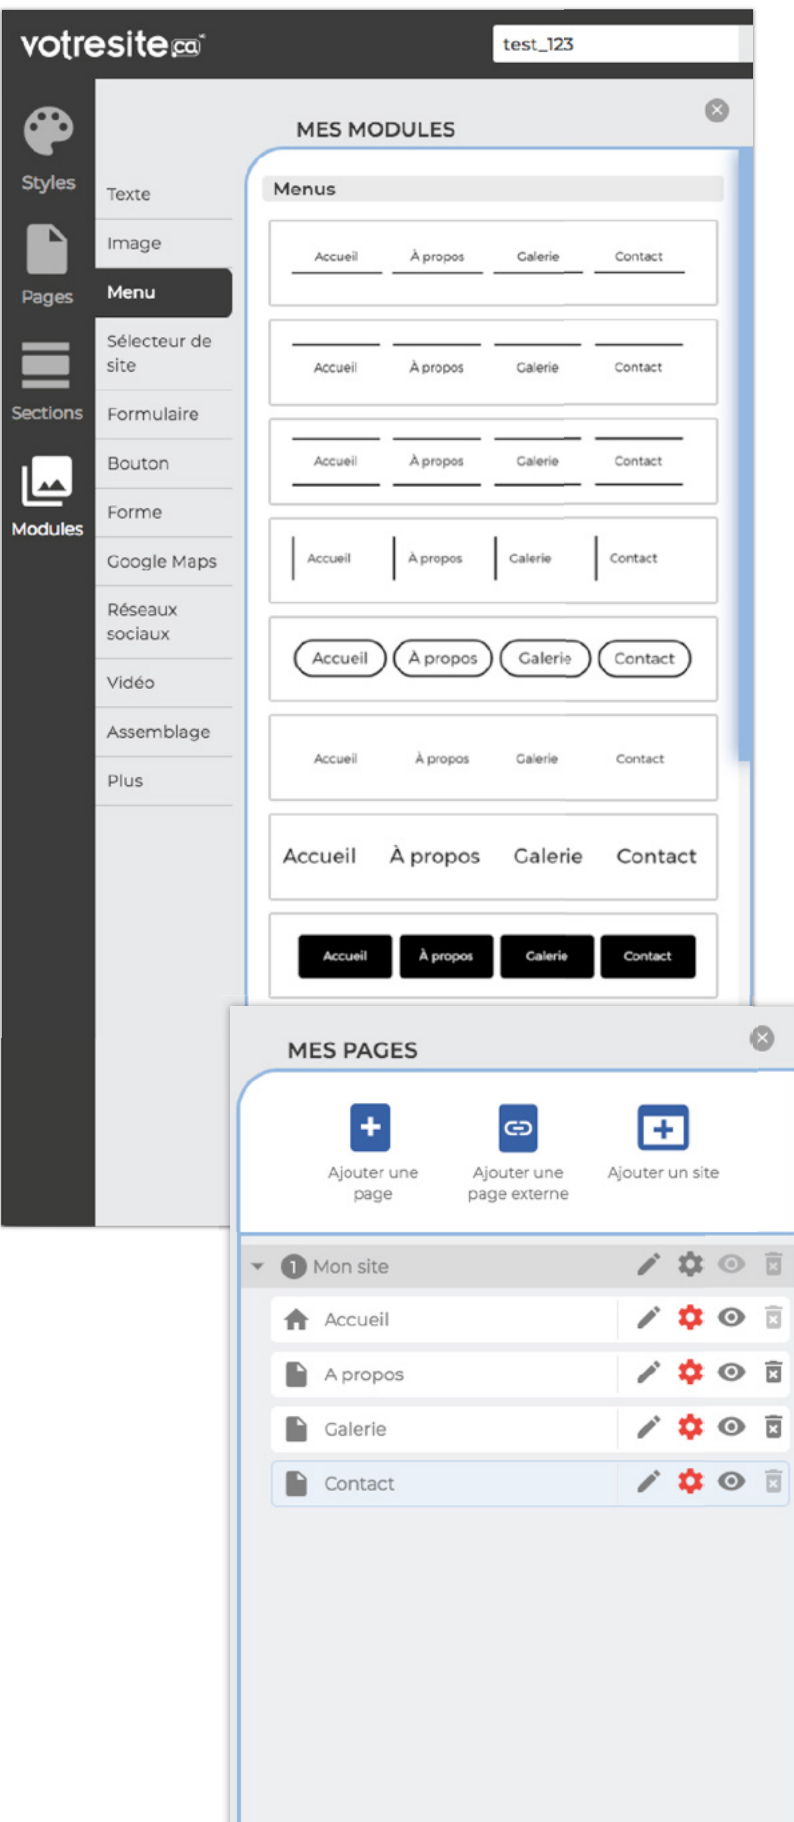 votresite.ca
test_123
Styles
Pages
Sections
Modules
MES MODULES
Texte
Image
Menu
Sélecteur de
site
Formulaire
Bouton
Forme
Google Maps
Réseaux
sociaux
Vidéo
Assemblage
Plus
Menus
Accueil À propos Galerie Contact
Accueil À propos Galerie Contact
Accueil À propos Galerie Contact
Accueil À propos Galerie Contact
Accueil À propos Galerie Contact
Accueil À propos Galerie Contact
Accueil À propos Galerie Contact
Accueil À propos Galerie Contact
MES PAGES
Ajouter une
page
Ajouter une
page externe
Ajouter un site
1 Mon site
Accueil
A propos
Galerie
Contact